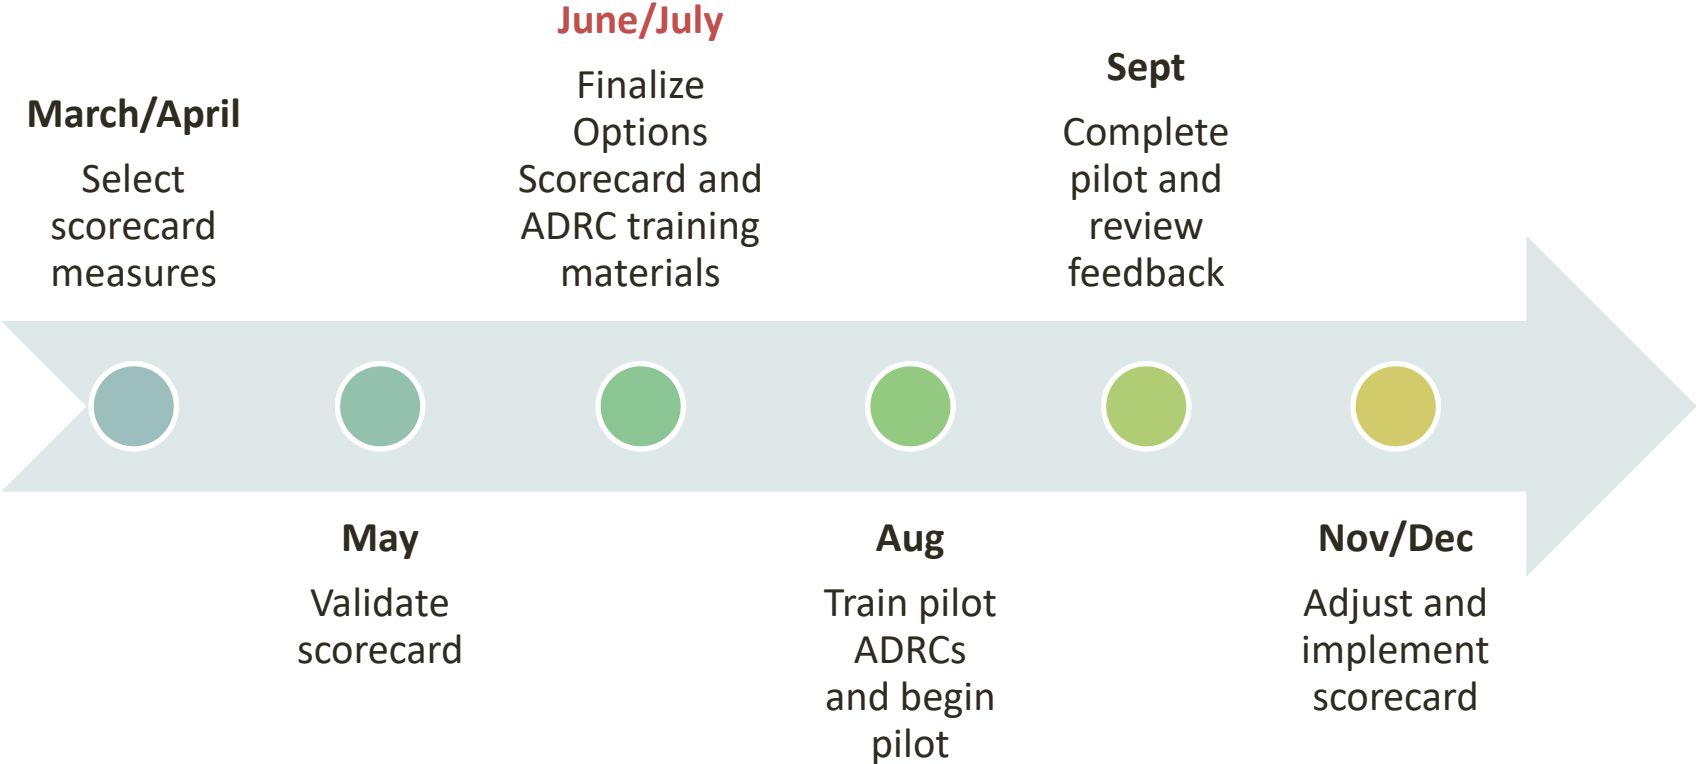 March/April
Select
scorecard
measures
May
Validate
scorecard
June/July
Finalize
Options
Scorecard and
ADRC training
materials
Aug
Train pilot
ADRCs
and begin
pilot
Sept
Complete
pilot and
review
feedback
Nov/Dec
Adjust and
implement
scorecard